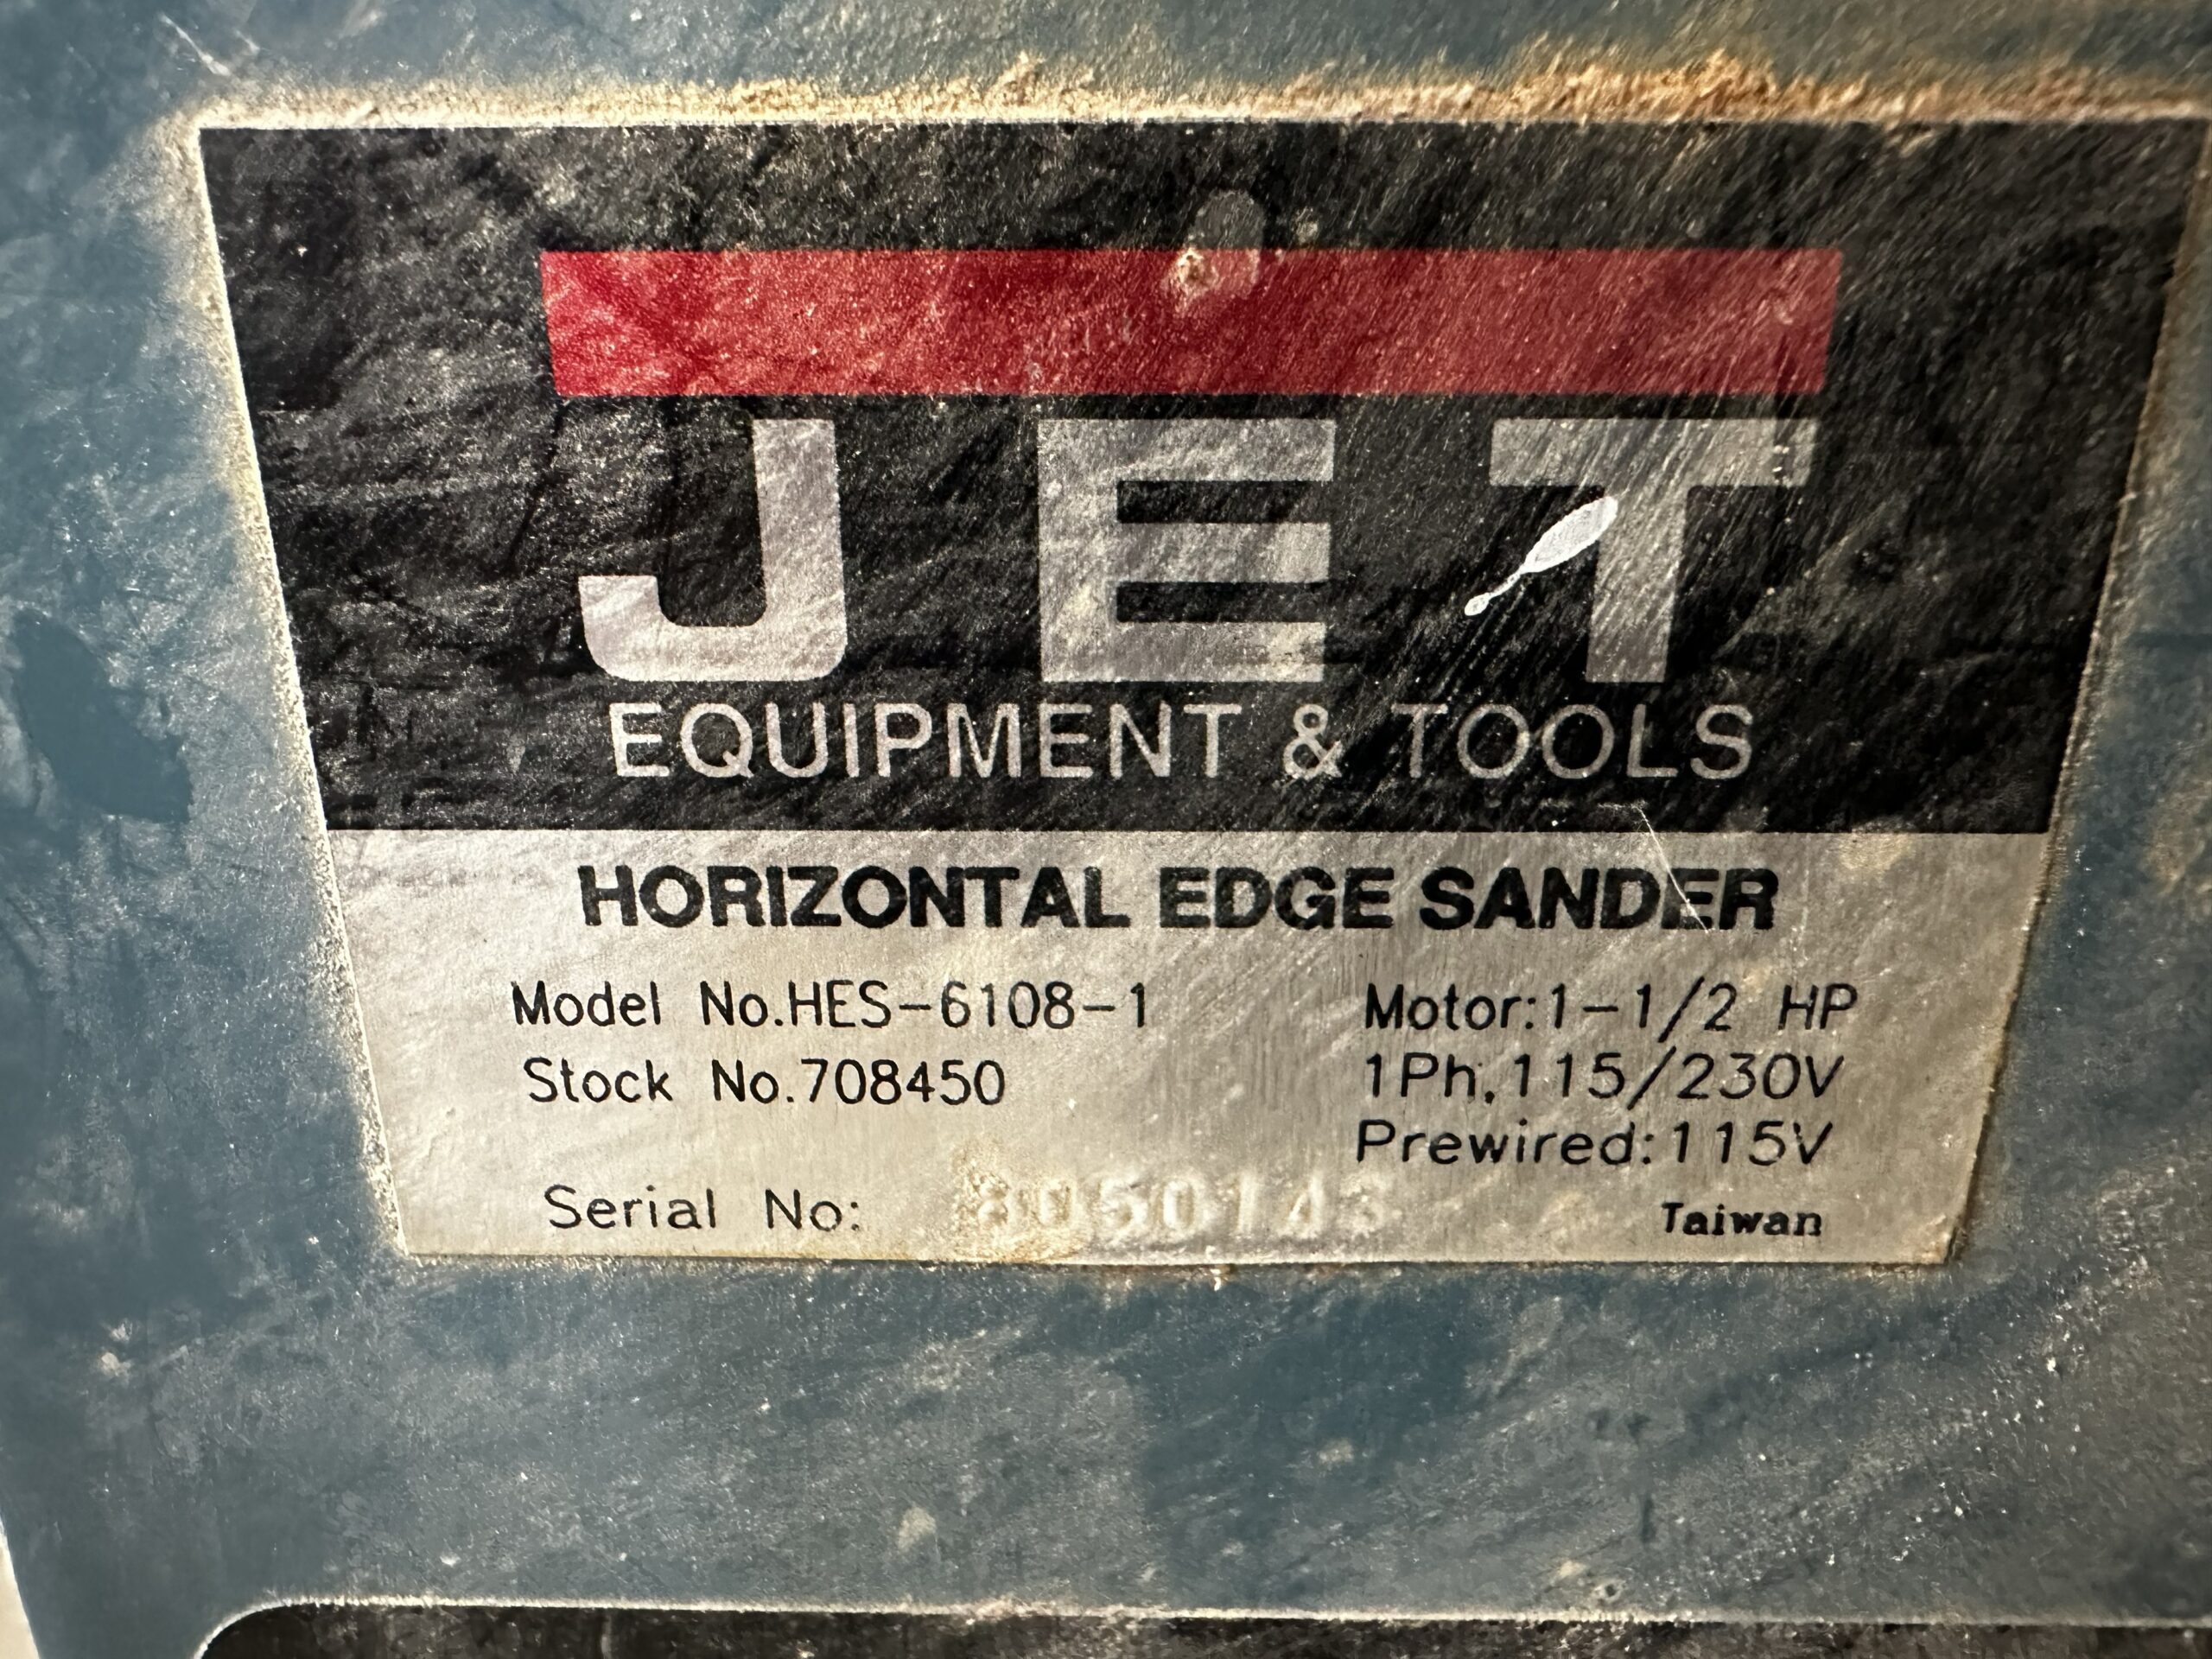 JET
EQUIPMENT & TOOLS
HORIZONTAL EDGE SANDER
Model No.HES-6108-1
Motor:1-1/2 HP
Stock No.708450
1Ph,115/230V
Prewired:115V
Serial No: 8050143
Taiwan